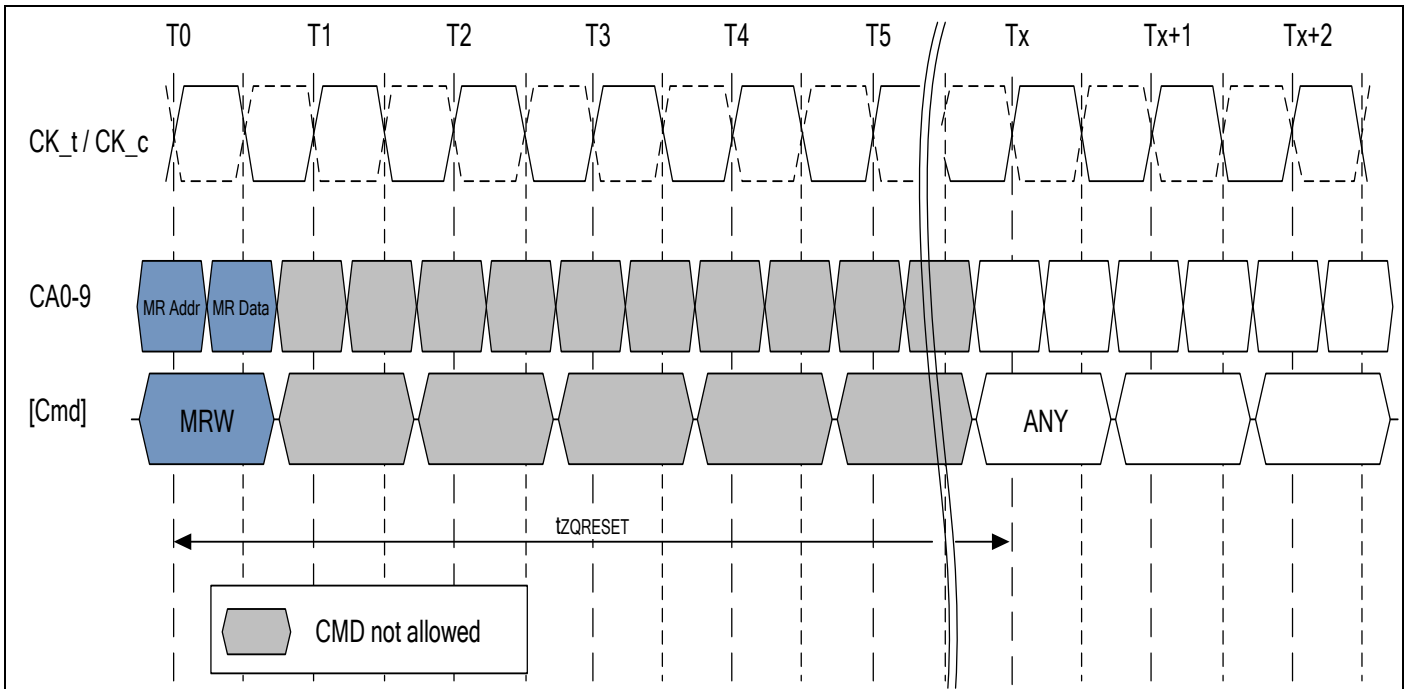 T0 T1 T2 T3 T4 T5 Tx Tx+1 Tx+2
CK_t / CK_c
CA0-9 MR Addr MR Data
[Cmd] MRW ANY
tZQRESET
CMD not allowed